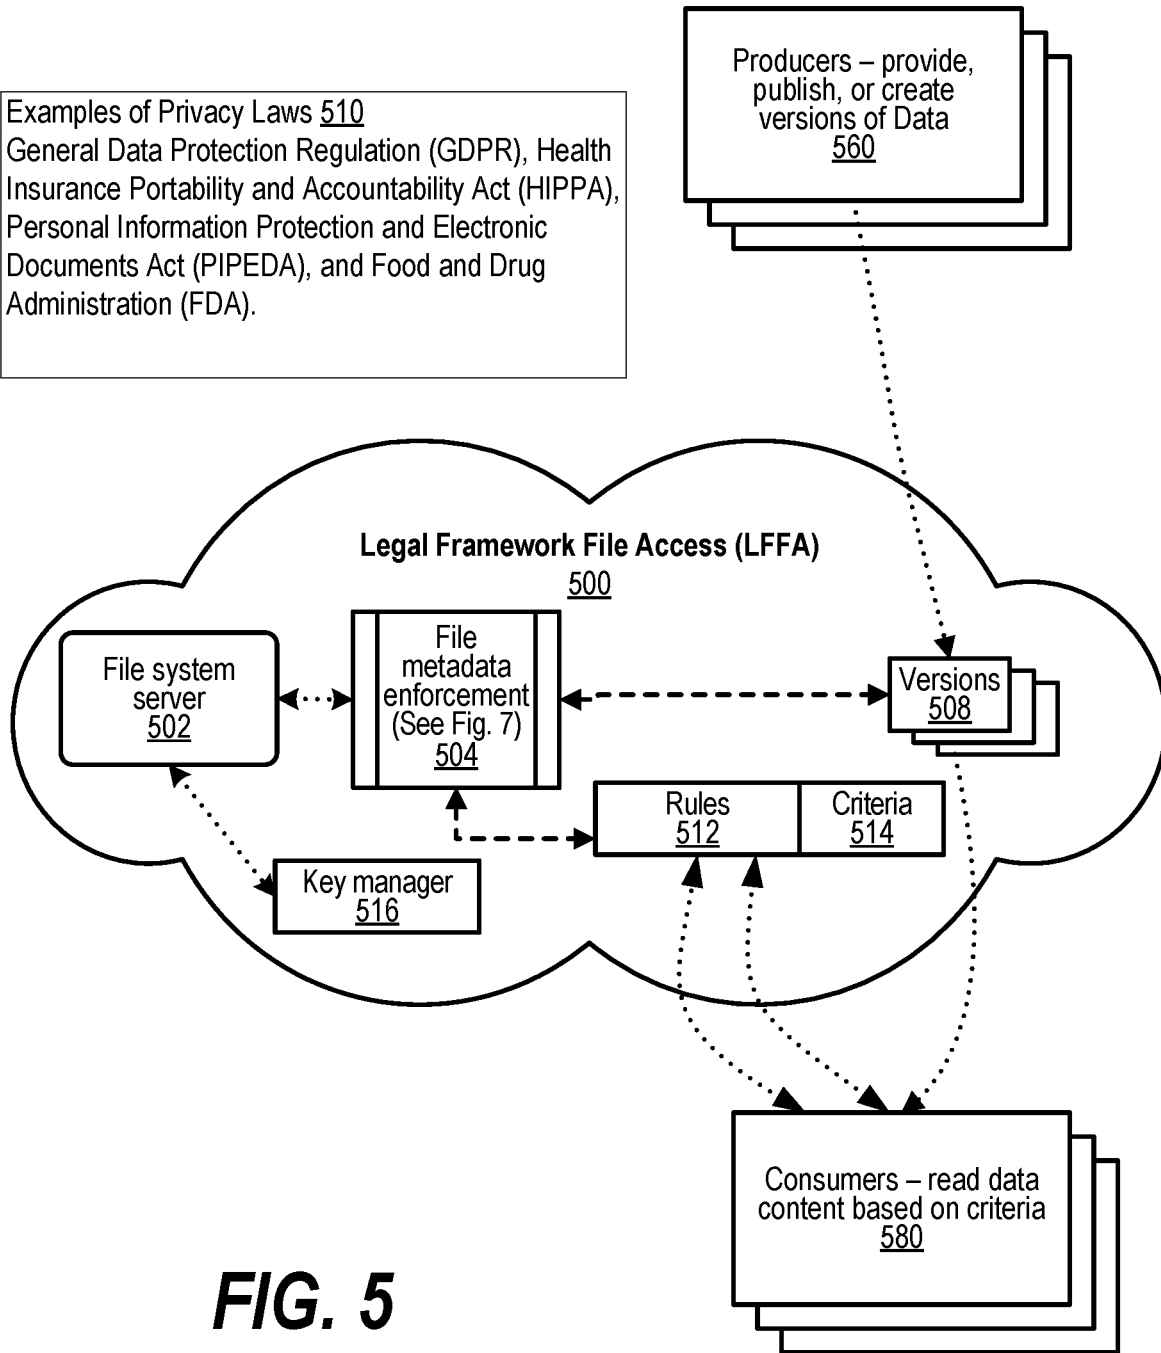 Producers – provide,
publish, or create
versions of Data
560
Examples of Privacy Laws 510
General Data Protection Regulation (GDPR), Health
Insurance Portability and Accountability Act (HIPPA),
Personal Information Protection and Electronic
Documents Act (PIPEDA), and Food and Drug
Administration (FDA).
Legal Framework File Access (LFFA)
500
File system
server
502
File
metadata
enforcement
(See Fig. 7)
504
Versions
508
Rules
512
Criteria
514
Key manager
516
Consumers – read data
content based on criteria
580
FIG. 5